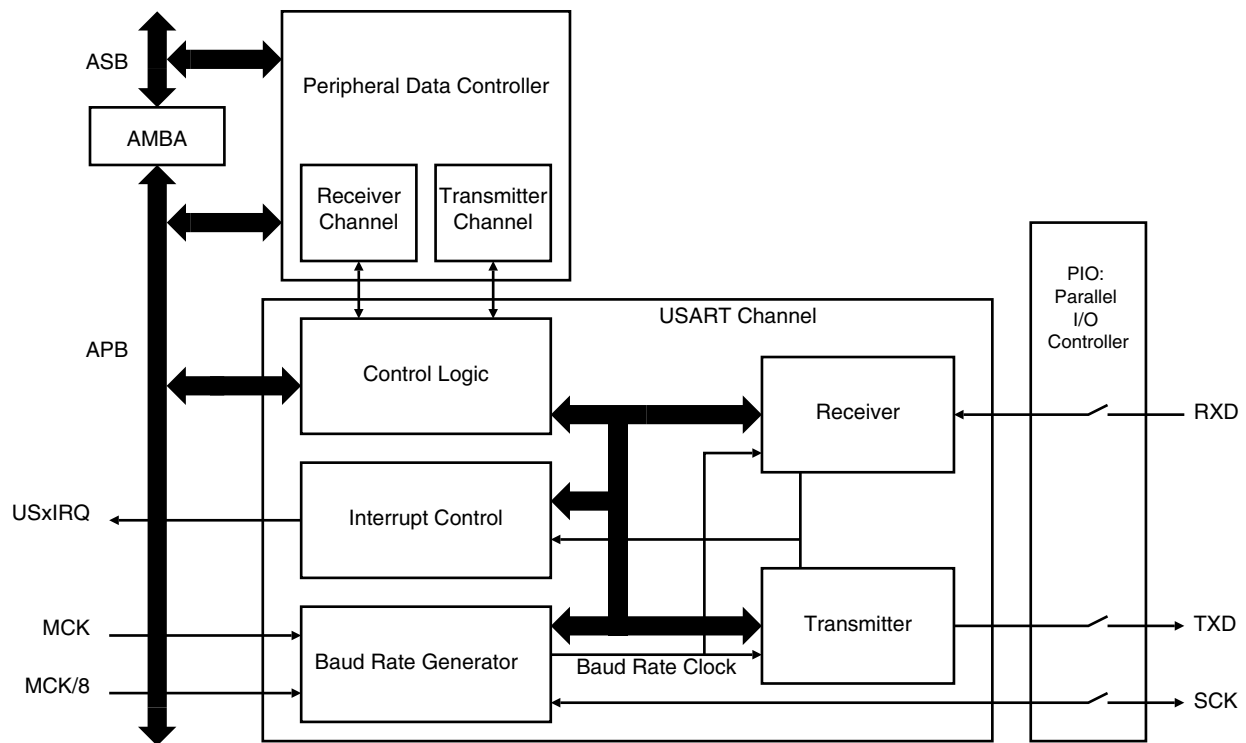 ASB
Peripheral Data Controller
AMBA
Receiver
Channel
Transmitter
Channel
PIO:
Parallel
I/O
Controller
USART Channel
APB
Control Logic
Receiver
RXD
USxIRQ
Interrupt Control
MCK
Baud Rate Generator
Transmitter
TXD
Baud Rate Clock
MCK/8
SCK